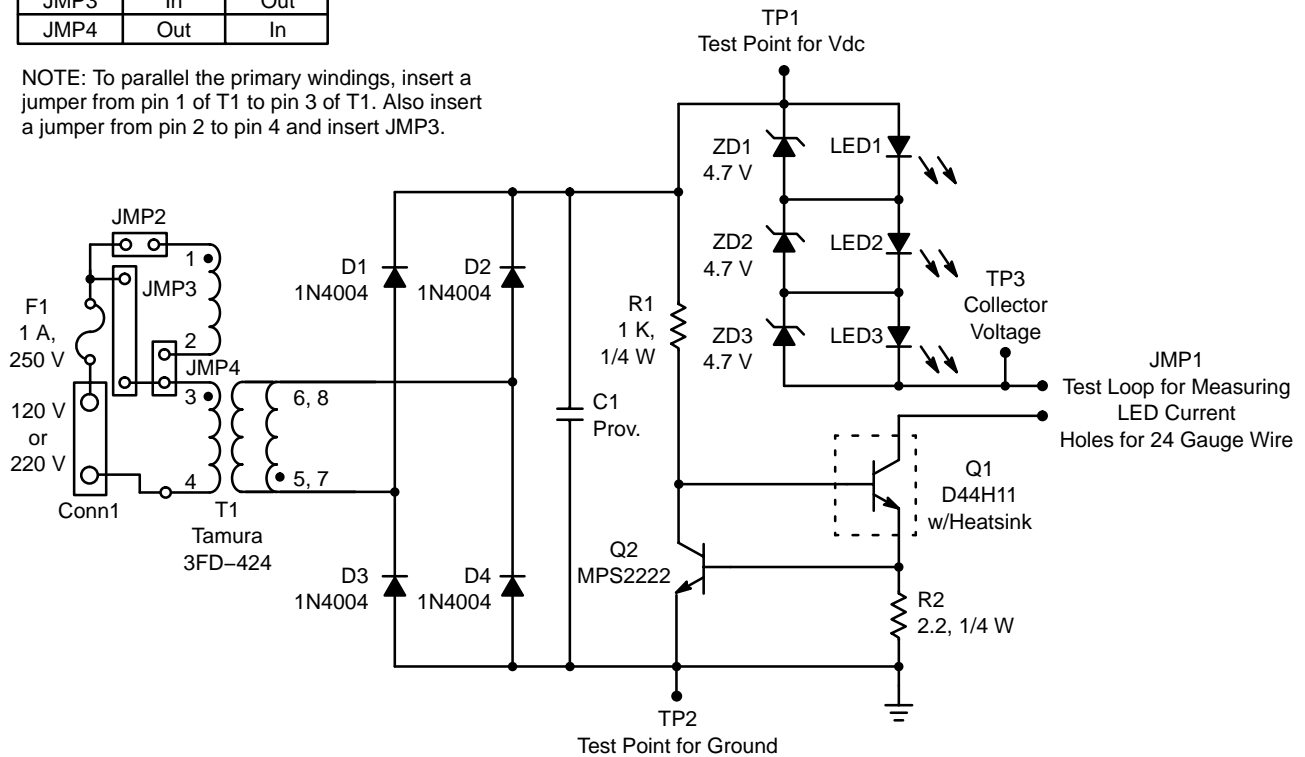 JMP3 In Out
JMP4 Out In
NOTE: To parallel the primary windings, insert a
jumper from pin 1 of T1 to pin 3 of T1. Also insert
a jumper from pin 2 to pin 4 and insert JMP3.
TP1
Test Point for Vdc
ZD1
4.7 V
LED1
ZD2
4.7 V
LED2
ZD3
4.7 V
LED3
TP3
Collector
Voltage
JMP1
Test Loop for Measuring
LED Current
Holes for 24 Gauge Wire
JMP2
1
JMP3
F1
1 A,
250 V
2
JMP4
3
120 V
or
220 V
4
Conn1
T1
Tamura
3FD–424
6, 8
5, 7
D1
1N4004
D2
1N4004
D3
1N4004
D4
1N4004
C1
Prov.
R1
1 K,
1/4 W
Q1
D44H11
w/Heatsink
Q2
MPS2222
R2
2.2, 1/4 W
TP2
Test Point for Ground